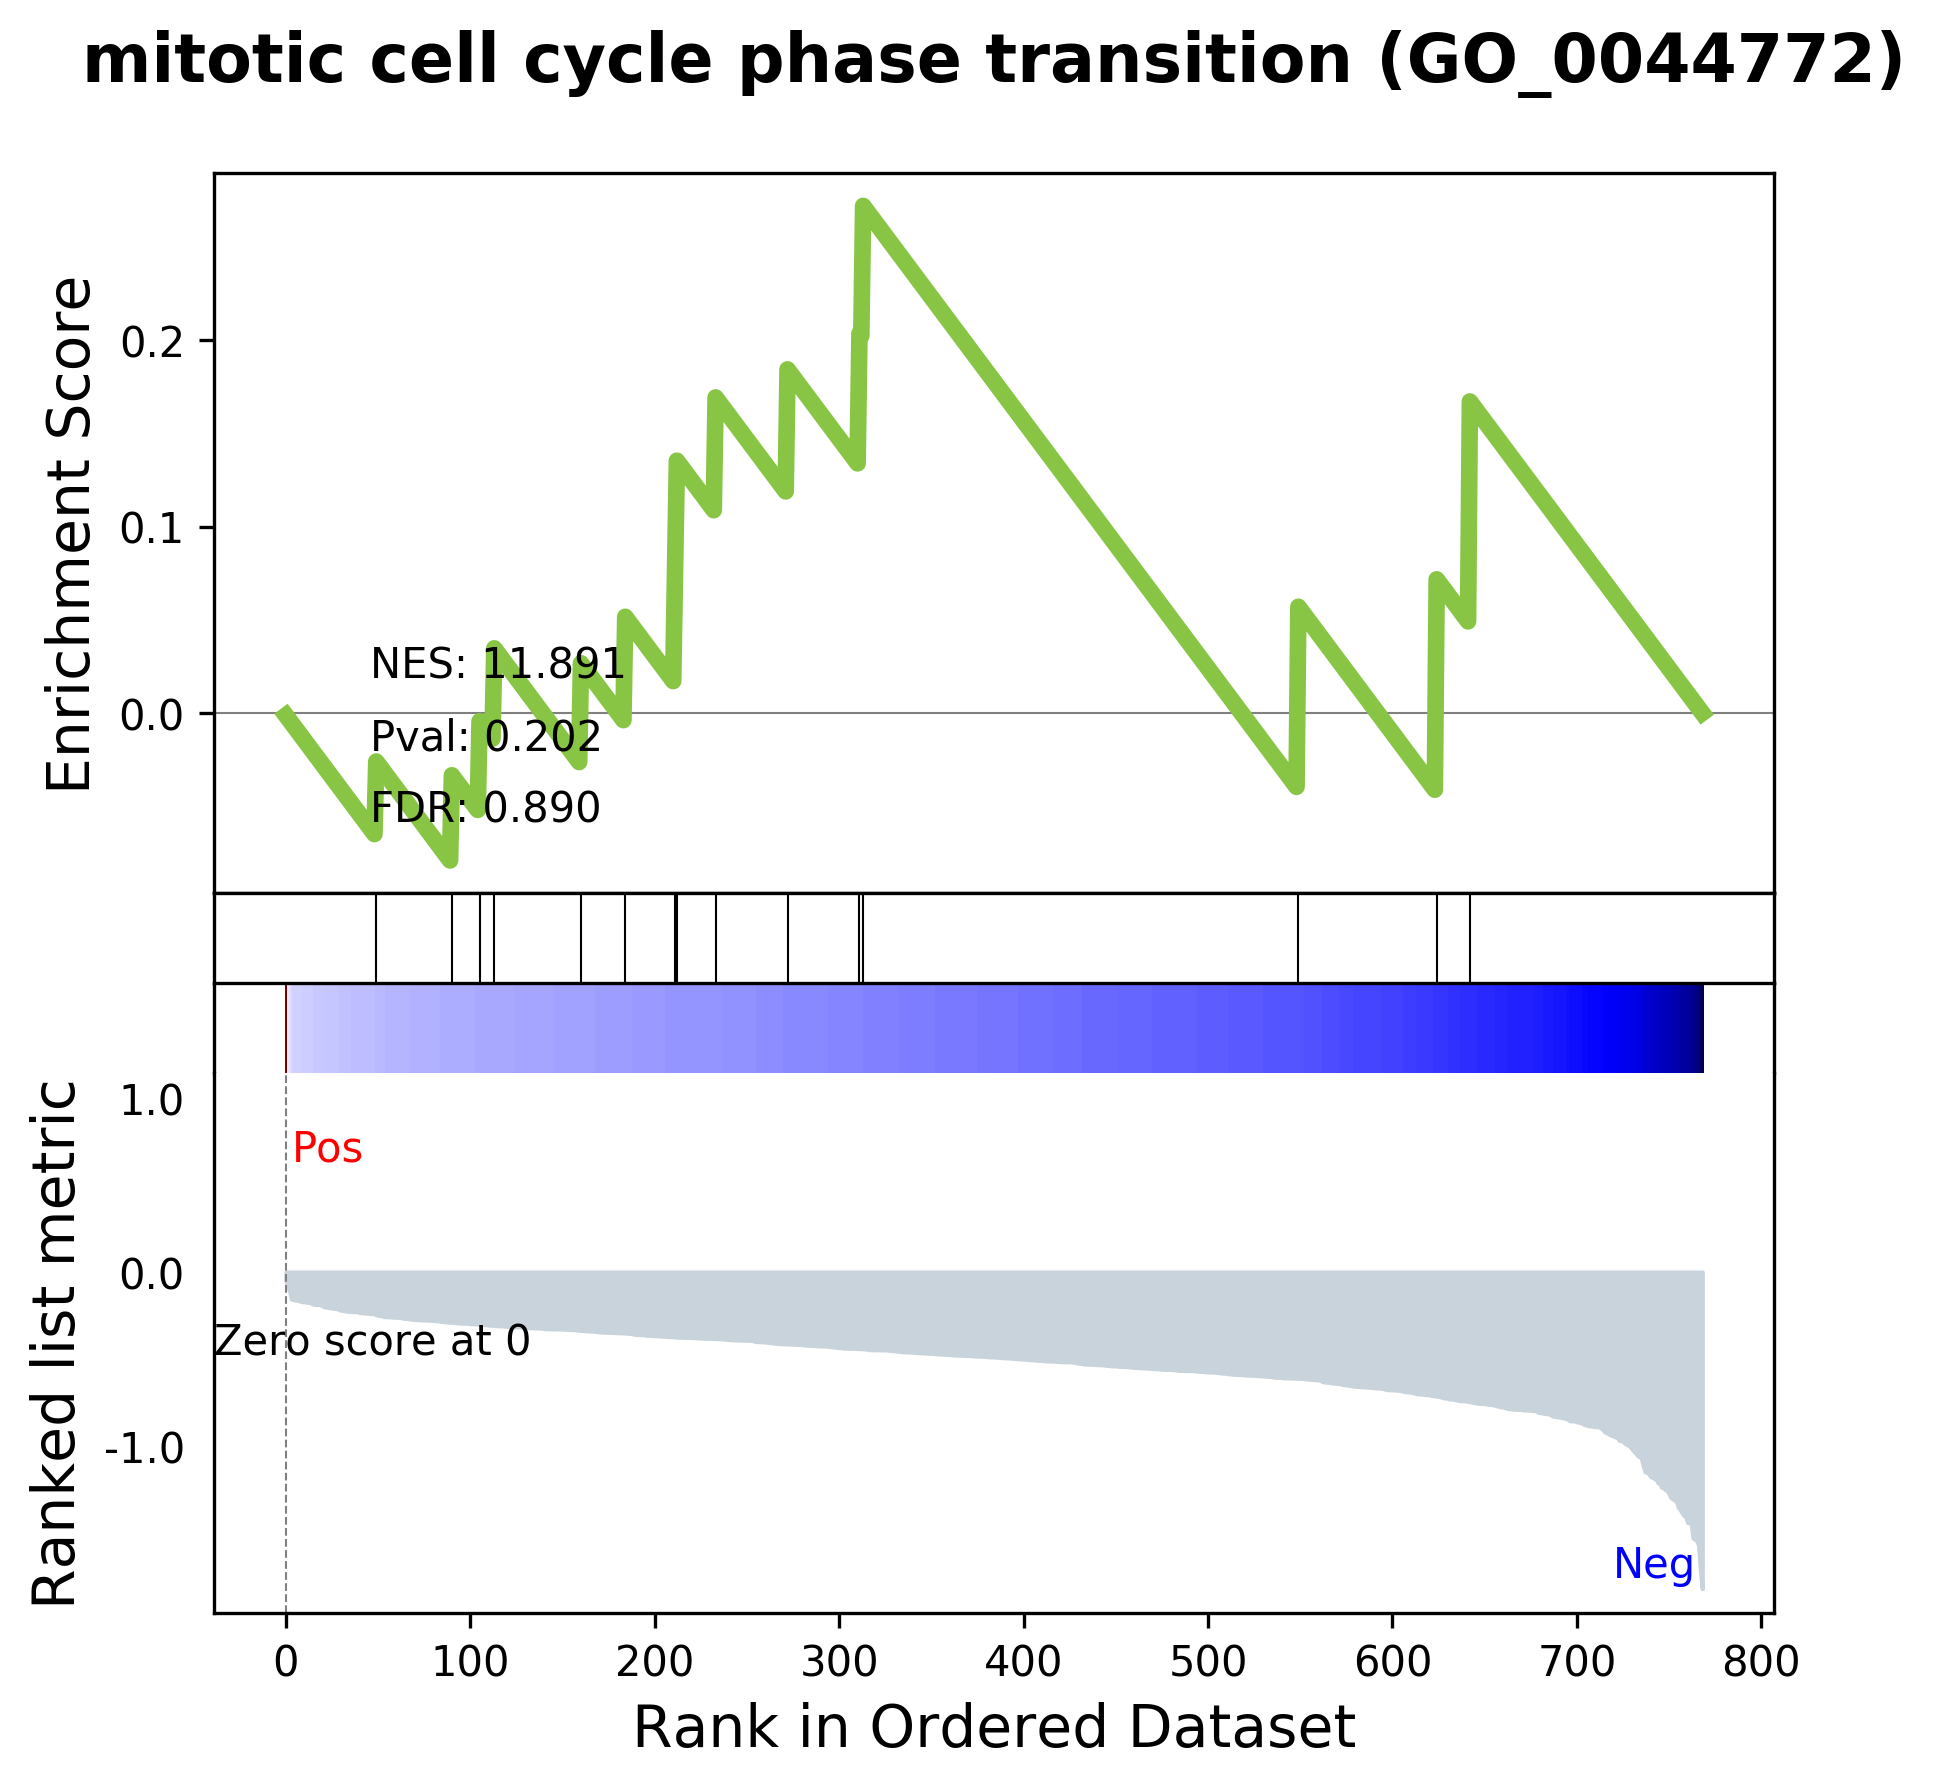 mitotic cell cycle phase transition (GO_0044772)
Enrichment Score
0.2
0.1
0.0
NES: 11.891
Pval: 0.202
FDR: 0.890
Ranked list metric
1.0
0.0
-1.0
Pos
Zero score at 0
Neg
0 100 200 300 400 500 600 700 800
Rank in Ordered Dataset